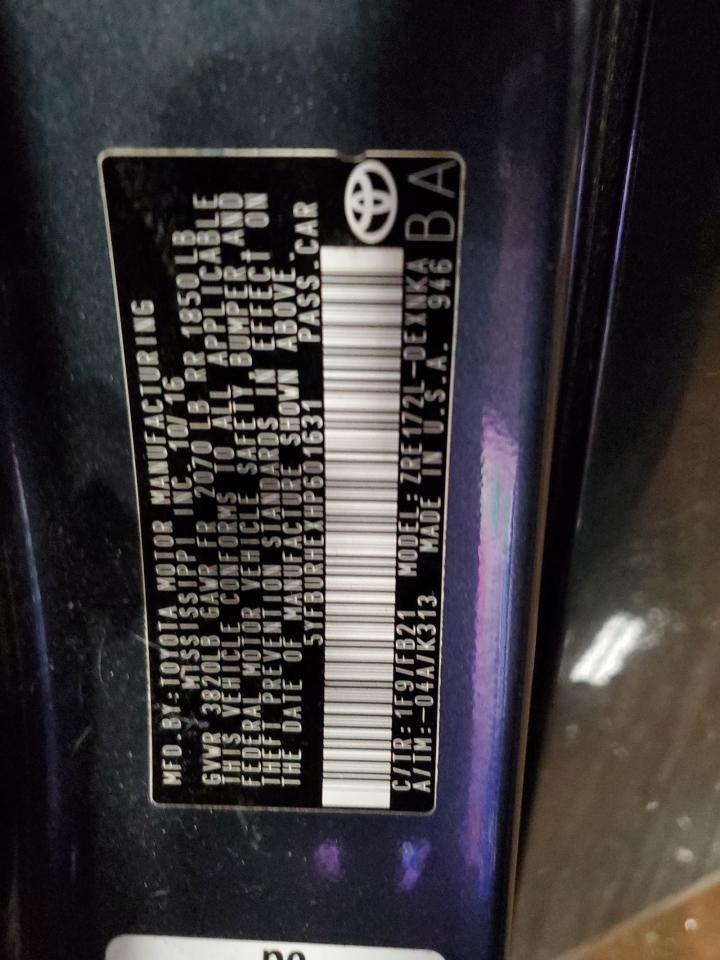 MFD.BY:TOYOTA MOTOR MANUFACTURING
MISSISSIPPI INC. 10/16
GVWR 3820LB GAWR FR 2070 LB RR 1850 LB
THIS VEHICLE CONFORMS TO ALL APPLICABLE
FEDERAL MOTOR VEHICLE SAFETY, BUMPER AND
THEFT PREVENTION STANDARDS IN EFFECT ON
THE DATE OF MANUFACTURE SHOWN ABOVE.
5YFBURHEXHP601631 PASS.CAR
C/TR:1F9/FB21 MODEL:ZRE172L-DEXNKA
A/TM:-04A/K313 MADE IN U.S.A. 946 BA